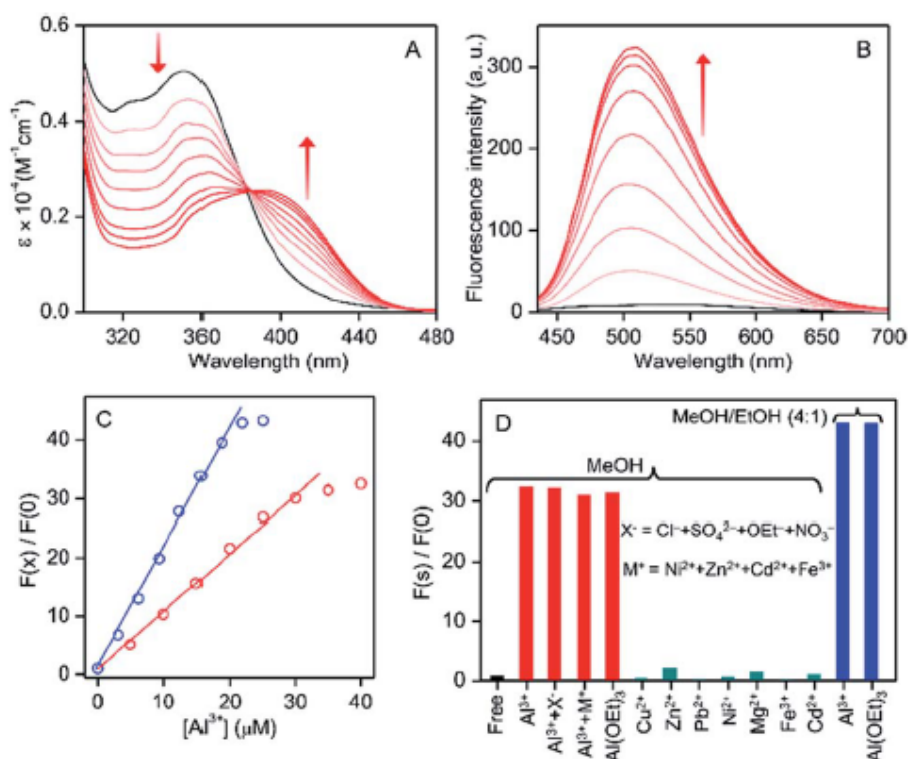 A
ε × 10⁻⁴(M⁻¹cm⁻¹)
0.6
0.4
0.2
0.0
320 360 400 440 480
Wavelength (nm)
B
Fluorescence intensity (a. u.)
300
200
100
0
450 500 550 600 650 700
Wavelength (nm)
C
F(x) / F(0)
40
30
20
10
0
0 10 20 30 40
[Al³⁺] (μM)
D
MeOH/EtOH (4:1)
MeOH
X⁻ = Cl⁻+SO₄²⁻+OEt⁻+NO₃⁻
M⁺ = Ni²⁺+Zn²⁺+Cd²⁺+Fe³⁺
F(s) / F(0)
40
30
20
10
0
Free
Al³⁺
Al³⁺+X⁻
Al³⁺+M⁺
Al(OEt)₃
Cu²⁺
Zn²⁺
Pb²⁺
Ni²⁺
Mg²⁺
Fe³⁺
Cd²⁺
Al³⁺
Al(OEt)₃